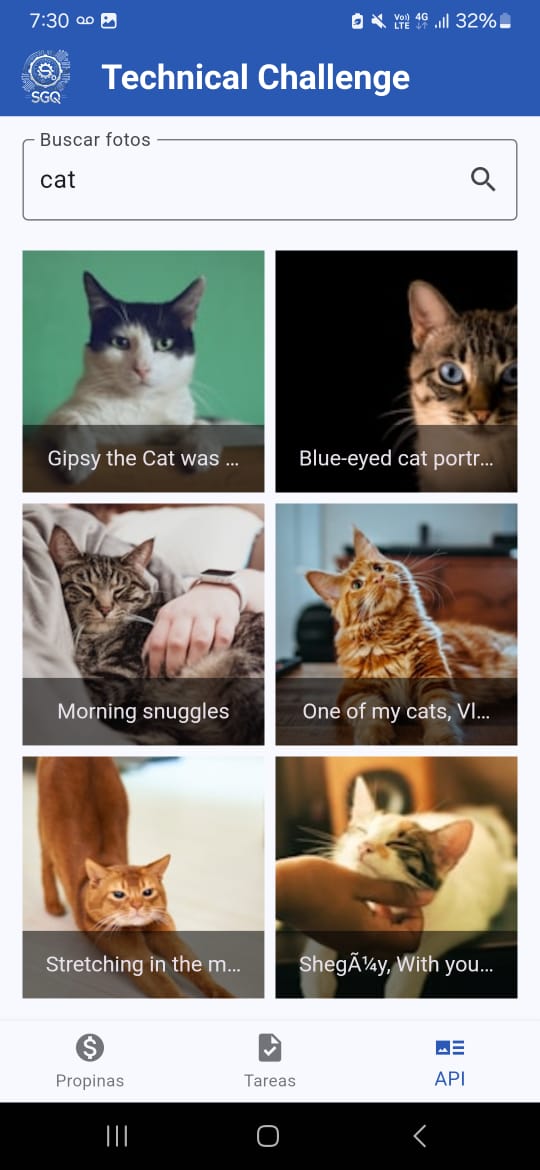 7:30
Vo)) LTE 4G 32%
SGQ
Technical Challenge
Buscar fotos
cat
Gipsy the Cat was ...
Blue-eyed cat portr...
Morning snuggles
One of my cats, Vl...
Stretching in the m...
ShegÃ¼y, With you...
Propinas
Tareas
API